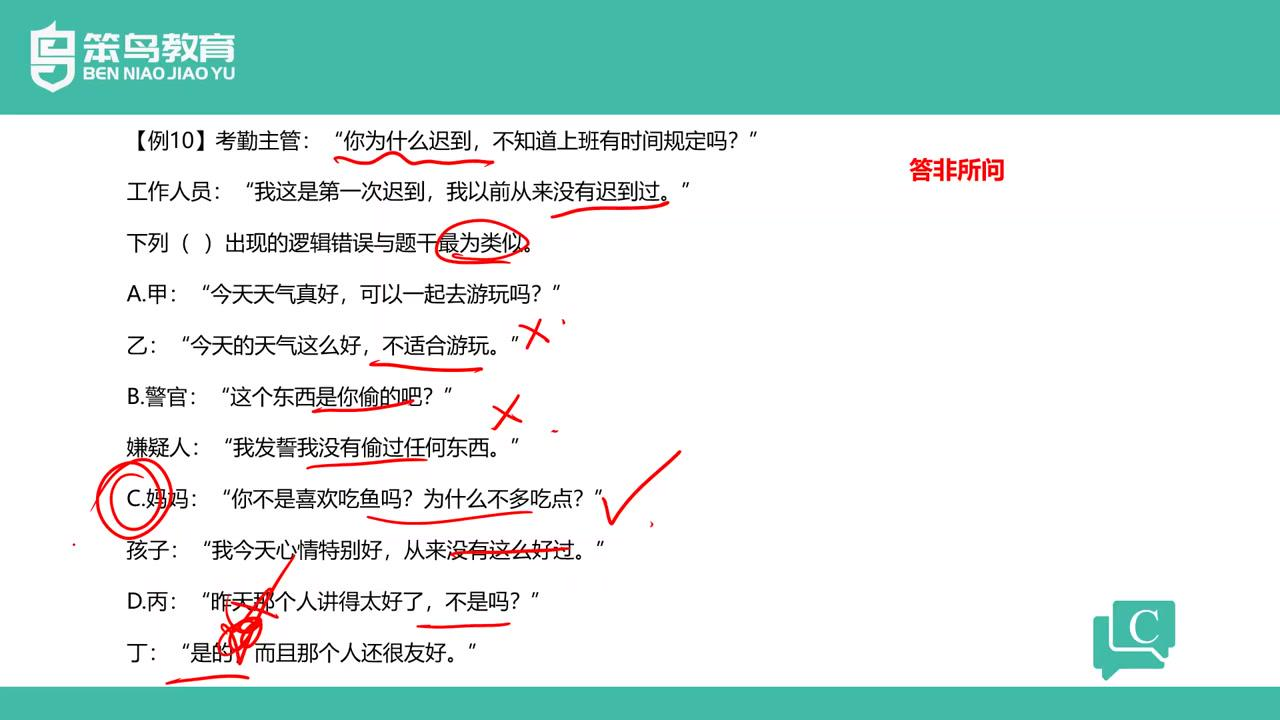 笨鸟教育
BEN NIAO JIAO YU
【例10】考勤主管：“你为什么迟到，不知道上班有时间规定吗？”
答非所问
工作人员：“我这是第一次迟到，我以前从来没有迟到过。”
下列（ ）出现的逻辑错误与题干最为类似。
A.甲：“今天天气真好，可以一起去游玩吗？”
乙：“今天的天气这么好，不适合游玩。”
B.警官：“这个东西是你偷的吧？”
嫌疑人：“我发誓我没有偷过任何东西。”
C.妈妈：“你不是喜欢吃鱼吗？为什么不多吃点？”
孩子：“我今天心情特别好，从来没有这么好过。”
D.丙：“昨天那个人讲得太好了，不是吗？”
丁：“是的，而且那个人还很友好。”
C